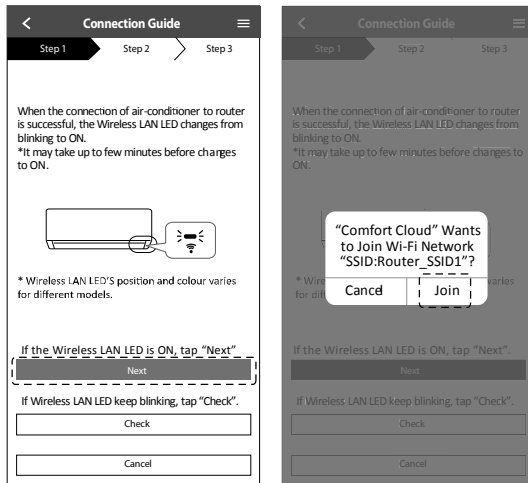 Connection Guide
Step 1
Step 2
Step 3
When the connection of air-conditioner to router
is successful, the Wireless LAN LED changes from
blinking to ON.
*It may take up to few minutes before changes
to ON.
* Wireless LAN LED'S position and colour varies
for different models.
If the Wireless LAN LED is ON, tap “Next”
Next
If Wireless LAN LED keep blinking, tap “Check”.
Check
Cancel
Connection Guide
Step 1
Step 2
Step 3
When the connection of air-conditioner to router
is successful, the Wireless LAN LED changes from
blinking to ON.
*It may take up to few minutes before changes to
ON.
“Comfort Cloud” Wants
to Join Wi-Fi Network
“SSID:Router_SSID1”?
Cancel
Join
* Wire
varies
for diff
If the Wireless LAN LED is ON, tap “Next”.
Next
If Wireless LAN LED keep blinking, tap “Check”.
Check
Cancel